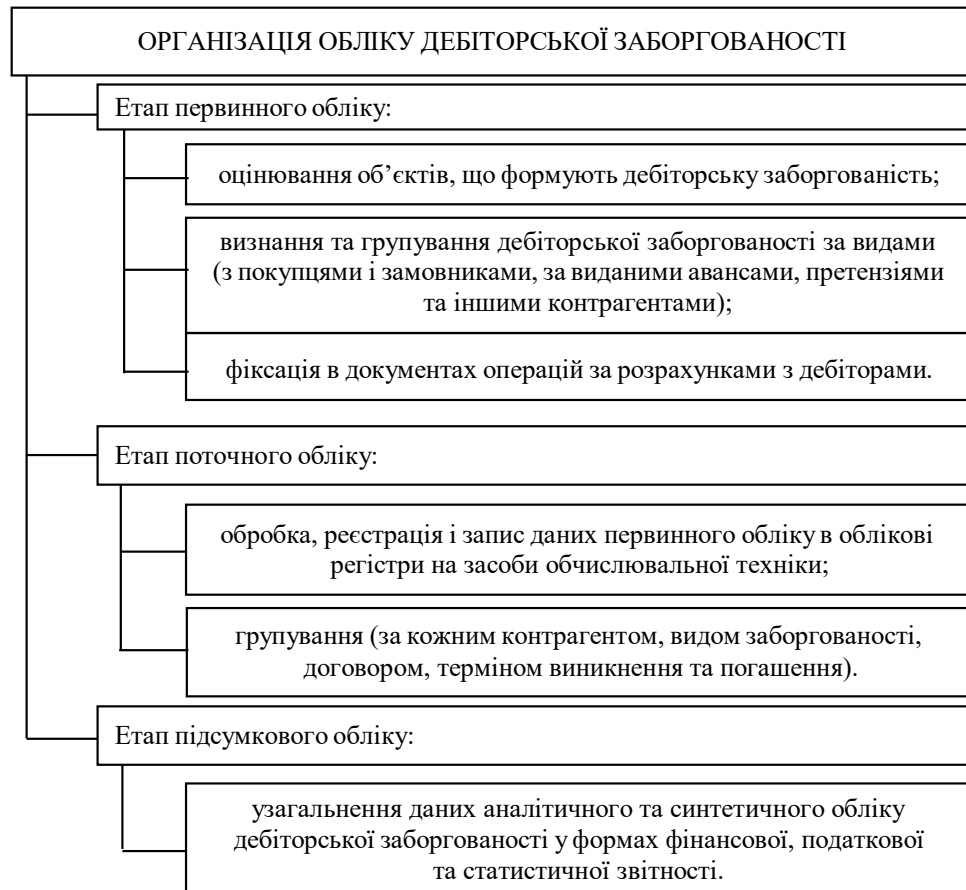 ОРГАНІЗАЦІЯ ОБЛІКУ ДЕБІТОРСЬКОЇ ЗАБОРГОВАНОСТІ
Етап первинного обліку:
оцінювання об’єктів, що формують дебіторську заборгованість;
визнання та групування дебіторської заборгованості за видами
(з покупцями і замовниками, за виданими авансами, претензіями
та іншими контрагентами);
фіксація в документах операцій за розрахунками з дебіторами.
Етап поточного обліку:
обробка, реєстрація і запис даних первинного обліку в облікові
регістри на засоби обчислювальної техніки;
групування (за кожним контрагентом, видом заборгованості,
договором, терміном виникнення та погашення).
Етап підсумкового обліку:
узагальнення даних аналітичного та синтетичного обліку
дебіторської заборгованості у формах фінансової, податкової
та статистичної звітності.